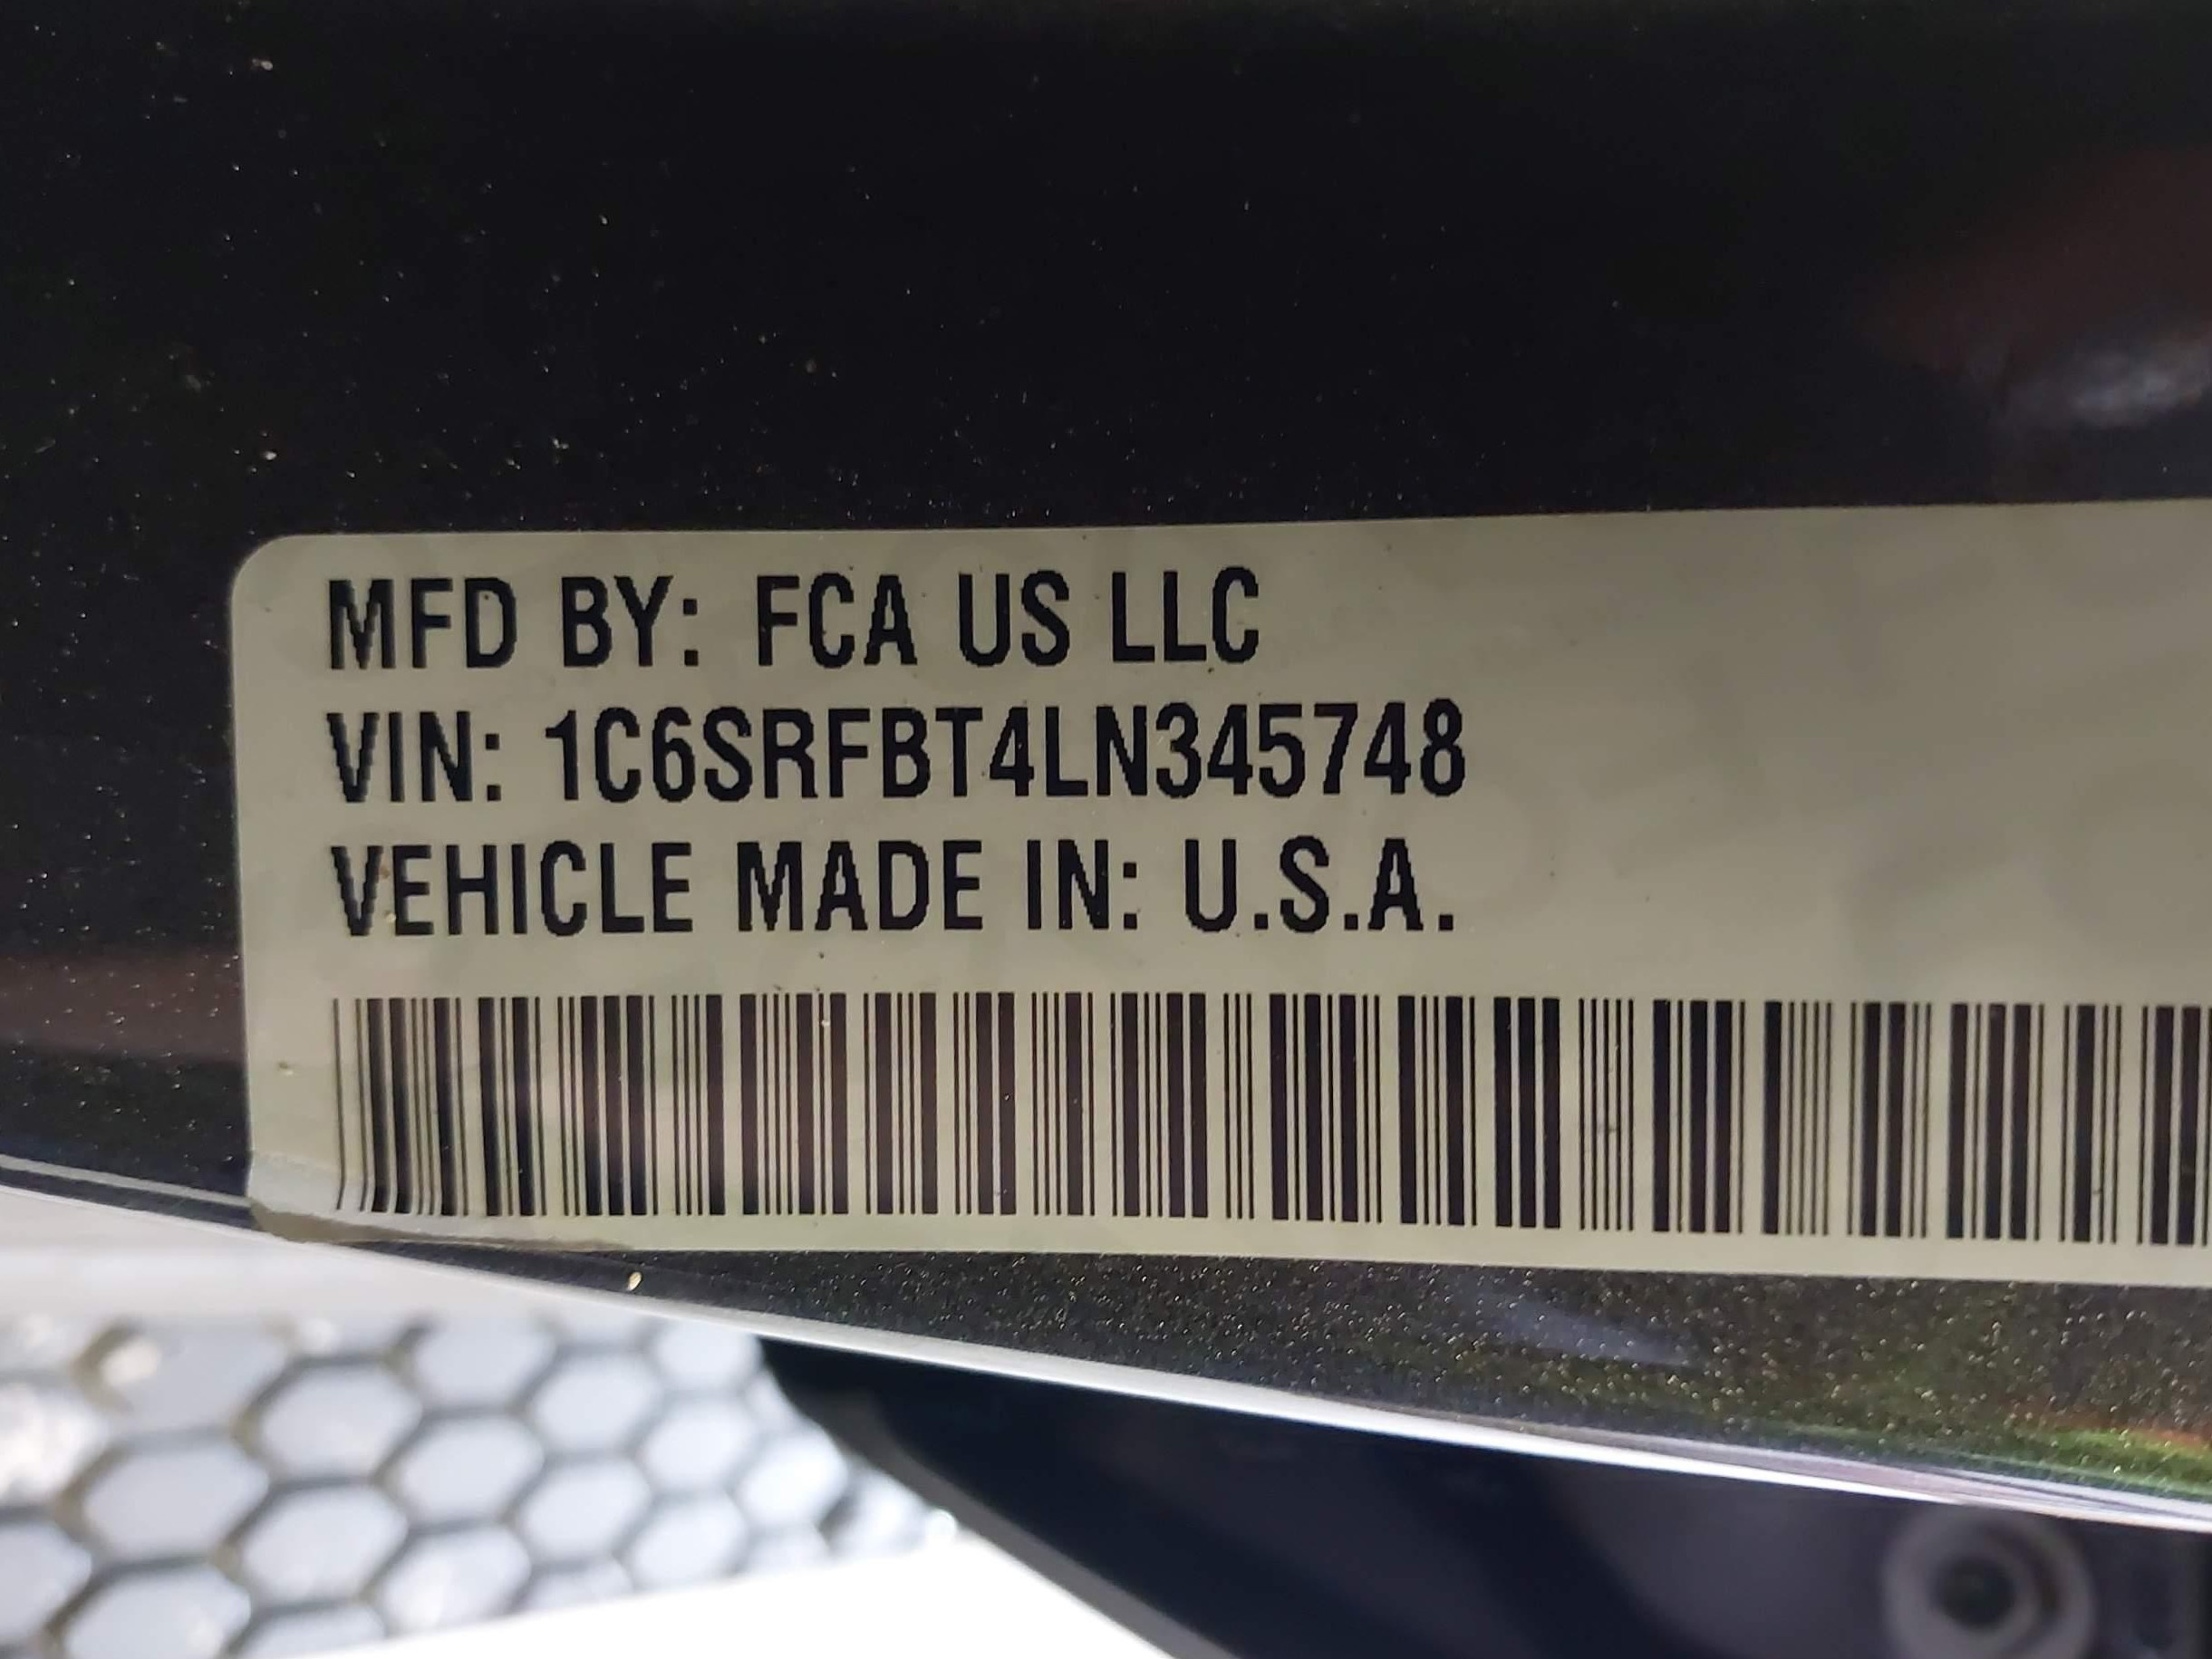 MFD BY: FCA US LLC
VIN: 1C6SRFBT4LN345748
VEHICLE MADE IN: U.S.A.